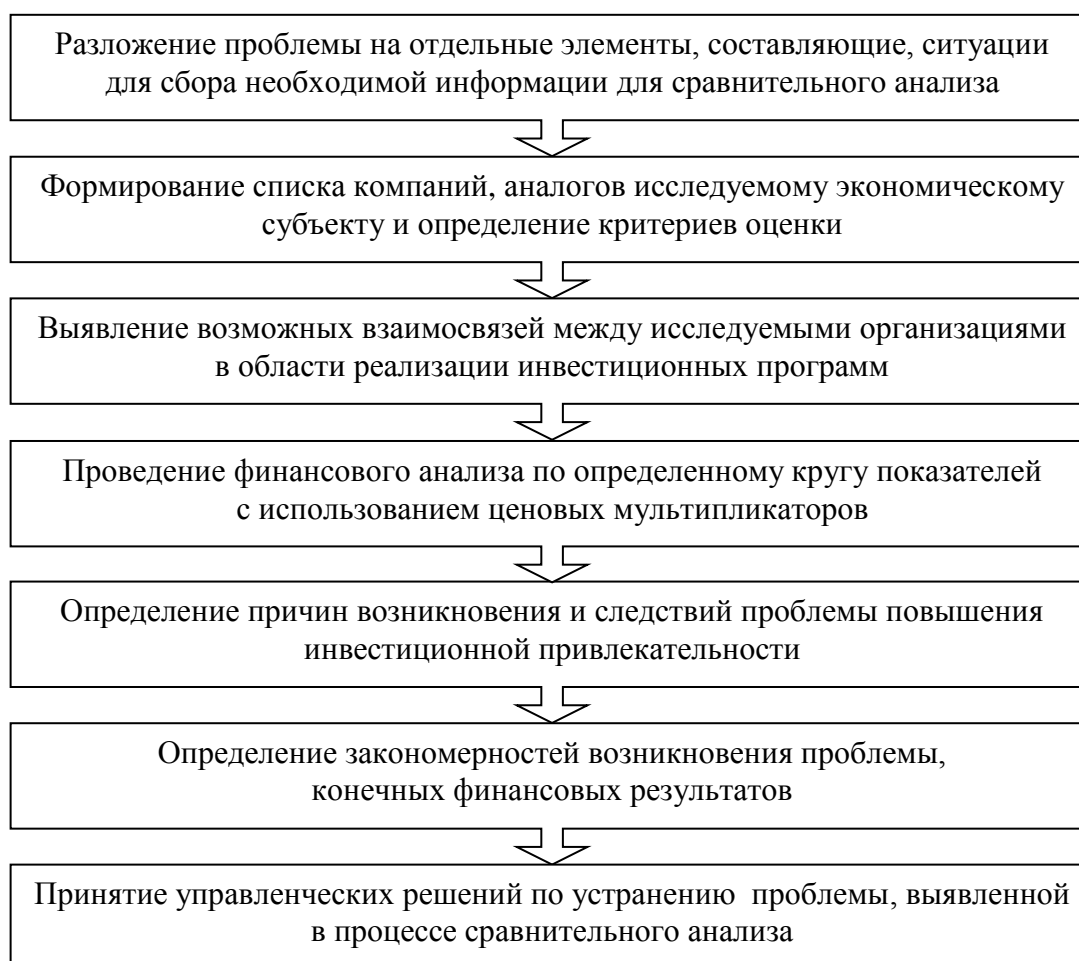 Разложение проблемы на отдельные элементы, составляющие, ситуации
для сбора необходимой информации для сравнительного анализа
Формирование списка компаний, аналогов исследуемому экономическому
субъекту и определение критериев оценки
Выявление возможных взаимосвязей между исследуемыми организациями
в области реализации инвестиционных программ
Проведение финансового анализа по определенному кругу показателей
с использованием ценовых мультипликаторов
Определение причин возникновения и следствий проблемы повышения
инвестиционной привлекательности
Определение закономерностей возникновения проблемы,
конечных финансовых результатов
Принятие управленческих решений по устранению проблемы, выявленной
в процессе сравнительного анализа